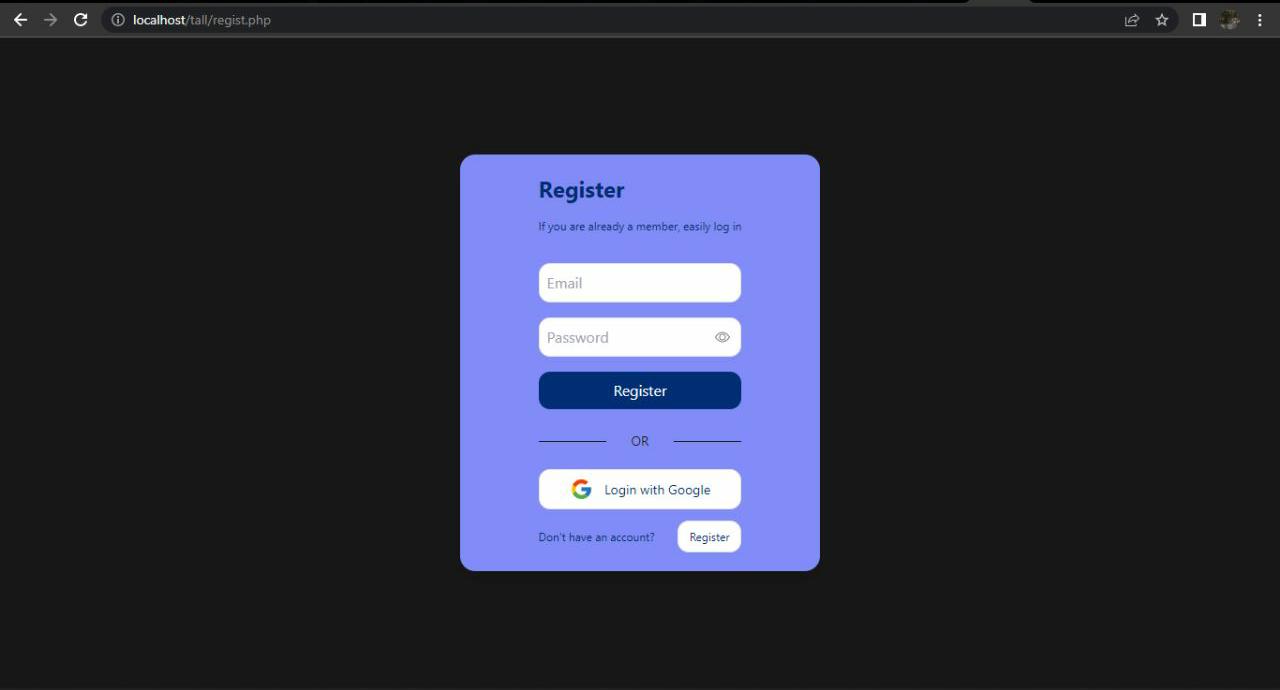 localhost/tall/regist.php
Register
If you are already a member, easily log in
Email
Password
Register
OR
Login with Google
Don't have an account? Register